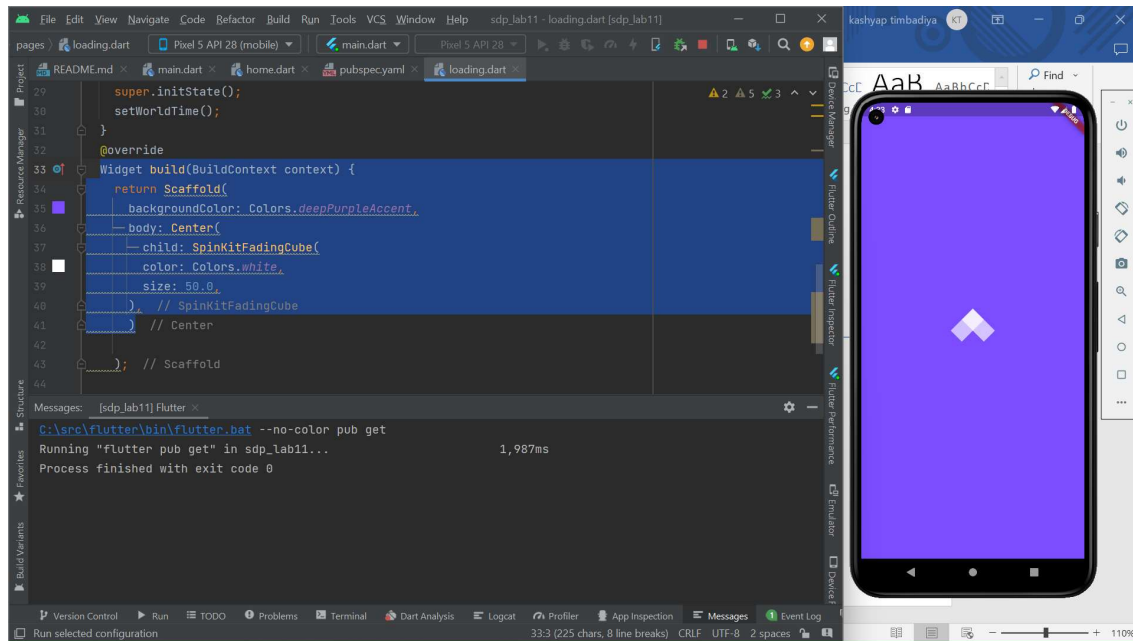 File Edit View Navigate Code Refactor Build Run Tools VCS Window Help sdp_lab11 - loading.dart [sdp_lab11]
kashyap timbadiya KT
pages loading.dart Pixel 5 API 28 (mobile) main.dart Pixel 5 API 28
README.md main.dart home.dart pubspec.yaml loading.dart
Find
AaB AaBbCcD
Project
Resource Manager
Structure
Favorites
Build Variants
29 super.initState();
30 setWorldTime();
31 }
32 @override
33 Widget build(BuildContext context) {
34 return Scaffold(
35 backgroundColor: Colors.deepPurpleAccent,
36 body: Center(
37 child: SpinKitFadingCube(
38 color: Colors.white,
39 size: 50.0,
40 ), // SpinKitFadingCube
41 ) // Center
42
43 ); // Scaffold
44
2 5 3
Device Manager
Flutter Outline
Flutter Inspector
Flutter Performance
Emulator
Messages: [sdp_lab11] Flutter
C:\src\flutter\bin\flutter.bat --no-color pub get
Running "flutter pub get" in sdp_lab11... 1,987ms
Process finished with exit code 0
Version Control Run TODO Problems Terminal Dart Analysis Logcat Profiler App Inspection Messages 1 Event Log
Run selected configuration 33:3 (225 chars, 8 line breaks) CRLF UTF-8 2 spaces
110%